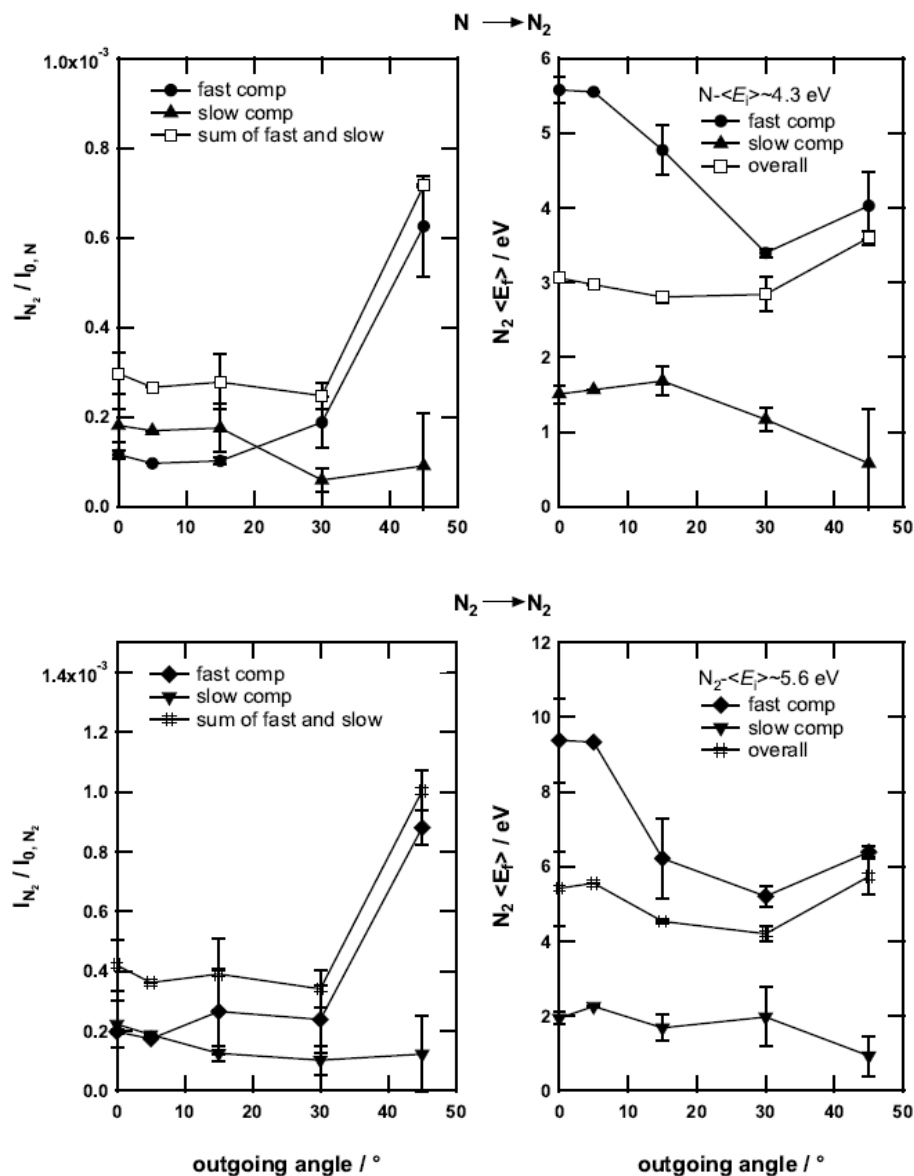 N → N₂
1.0x10⁻³
0.8
0.6
0.4
0.2
0.0
I_N₂ / I₀, N
fast comp
slow comp
sum of fast and slow
0 10 20 30 40 50
6
5
4
3
2
1
0
N₂ <E_f> / eV
N-<E_i>~4.3 eV
fast comp
slow comp
overall
0 10 20 30 40 50
N₂ → N₂
1.4x10⁻³
1.2
1.0
0.8
0.6
0.4
0.2
0.0
I_N₂ / I₀, N₂
fast comp
slow comp
sum of fast and slow
0 10 20 30 40 50
outgoing angle / °
12
10
8
6
4
2
0
N₂ <E_f> / eV
N₂-<E_i>~5.6 eV
fast comp
slow comp
overall
0 10 20 30 40 50
outgoing angle / °